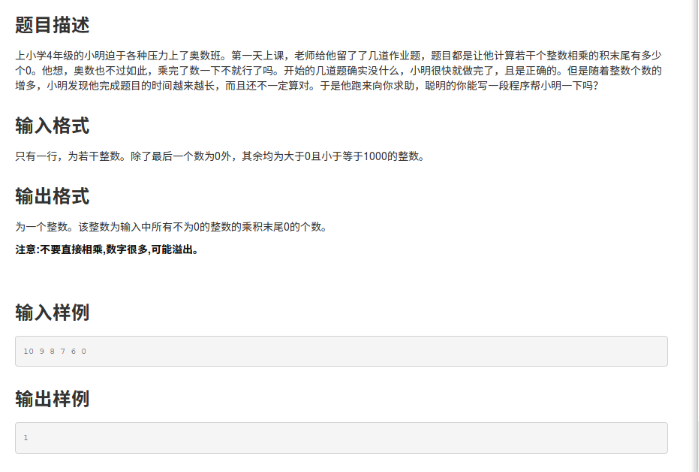 题目描述
上小学4年级的小明迫于各种压力上了奥数班。第一天上课，老师给他留了了几道作业题，题目都是让他计算若干个整数相乘的积末尾有多少
个0。他想，奥数也不过如此，乘完了数一下不就行了吗。开始的几道题确实没什么，小明很快就做完了，且是正确的。但是随着整数个数的
增多，小明发现他完成题目的时间越来越长，而且还不一定算对。于是他跑来向你求助，聪明的你能写一段程序帮小明一下吗？
输入格式
只有一行，为若干整数。除了最后一个数为0外，其余均为大于0且小于等于1000的整数。
输出格式
为一个整数。该整数为输入中所有不为0的整数的乘积末尾0的个数。
注意:不要直接相乘,数字很多,可能溢出。
输入样例
10 9 8 7 6 0
输出样例
1